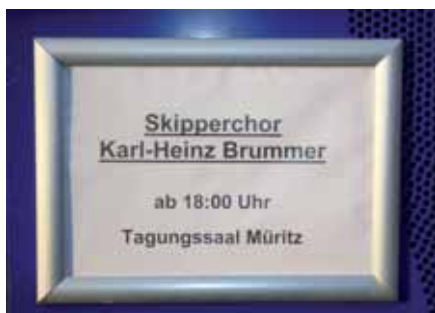 Skipperchor
Karl-Heinz Brummer
ab 18:00 Uhr
Tagungssaal Müritz